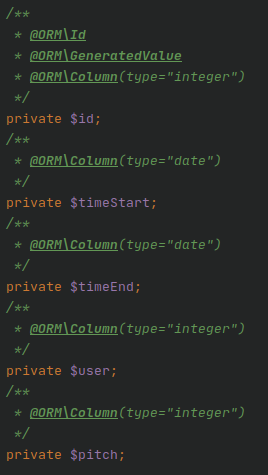 /**
 * @ORM\Id
 * @ORM\GeneratedValue
 * @ORM\Column(type="integer")
 */
private $id;
/**
 * @ORM\Column(type="date")
 */
private $timeStart;
/**
 * @ORM\Column(type="date")
 */
private $timeEnd;
/**
 * @ORM\Column(type="integer")
 */
private $user;
/**
 * @ORM\Column(type="integer")
 */
private $pitch;